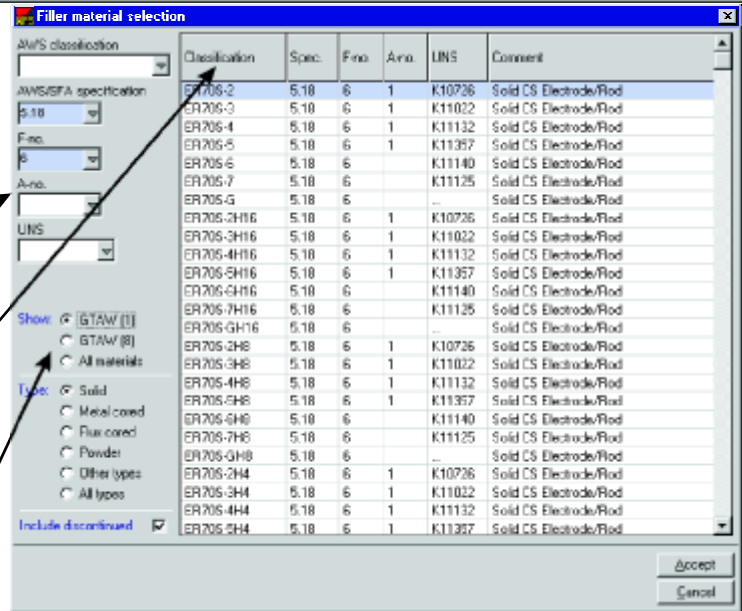 Filler material selection
AWS classification
AWS/SFA specification
5.18
F-no.
6
A-no.
UNS
Show: GTAW (1)
GTAW (8)
All materials
Type: Solid
Metal cored
Flux cored
Powder
Other types
All types
Include discontinued
Classification Spec. F-no. A-no. UNS Comment
ER70S-2 5.18 6 1 K10726 Solid CS Electrode/Rod
ER70S-3 5.18 6 1 K11022 Solid CS Electrode/Rod
ER70S-4 5.18 6 1 K11132 Solid CS Electrode/Rod
ER70S-5 5.18 6 1 K11357 Solid CS Electrode/Rod
ER70S-6 5.18 6 K11140 Solid CS Electrode/Rod
ER70S-7 5.18 6 K11125 Solid CS Electrode/Rod
ER70S-G 5.18 6 ... Solid CS Electrode/Rod
ER70S-2H16 5.18 6 1 K10726 Solid CS Electrode/Rod
ER70S-3H16 5.18 6 1 K11022 Solid CS Electrode/Rod
ER70S-4H16 5.18 6 1 K11132 Solid CS Electrode/Rod
ER70S-5H16 5.18 6 1 K11357 Solid CS Electrode/Rod
ER70S-6H16 5.18 6 K11140 Solid CS Electrode/Rod
ER70S-7H16 5.18 6 K11125 Solid CS Electrode/Rod
ER70S-GH16 5.18 6 ... Solid CS Electrode/Rod
ER70S-2H8 5.18 6 1 K10726 Solid CS Electrode/Rod
ER70S-3H8 5.18 6 1 K11022 Solid CS Electrode/Rod
ER70S-4H8 5.18 6 1 K11132 Solid CS Electrode/Rod
ER70S-5H8 5.18 6 1 K11357 Solid CS Electrode/Rod
ER70S-6H8 5.18 6 K11140 Solid CS Electrode/Rod
ER70S-7H8 5.18 6 K11125 Solid CS Electrode/Rod
ER70S-GH8 5.18 6 ... Solid CS Electrode/Rod
ER70S-2H4 5.18 6 1 K10726 Solid CS Electrode/Rod
ER70S-3H4 5.18 6 1 K11022 Solid CS Electrode/Rod
ER70S-4H4 5.18 6 1 K11132 Solid CS Electrode/Rod
ER70S-5H4 5.18 6 1 K11357 Solid CS Electrode/Rod
Accept
Cancel